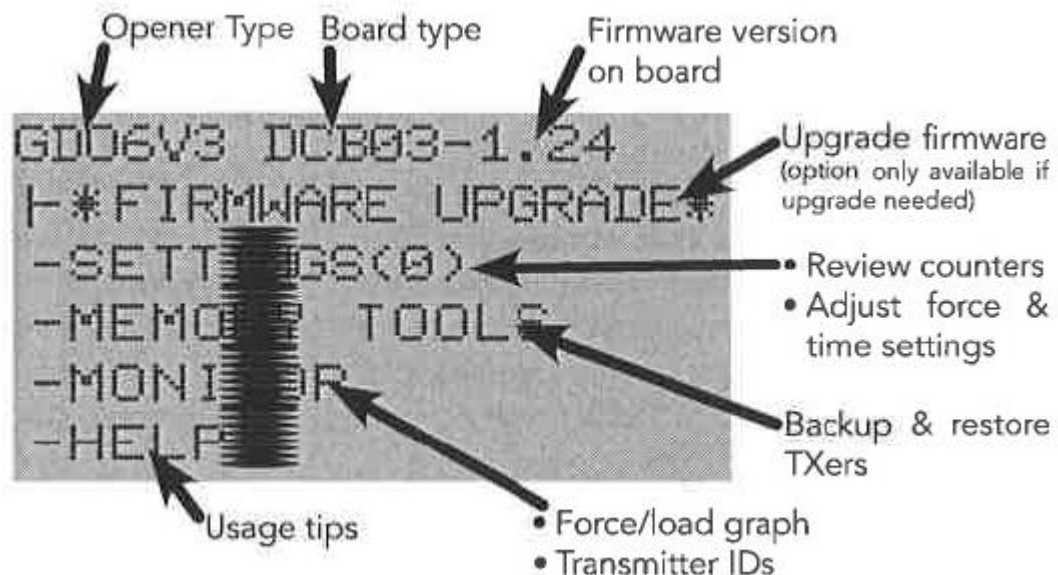 Opener Type
Board type
Firmware version
on board
GDO6V3 DCB03-1.24
*FIRMWARE UPGRADE*
TOOLS
-HELP
Upgrade firmware
(option only available if
upgrade needed)
• Review counters
• Adjust force &
time settings
Backup & restore
TXers
Usage tips
• Force/load graph
• Transmitter IDs